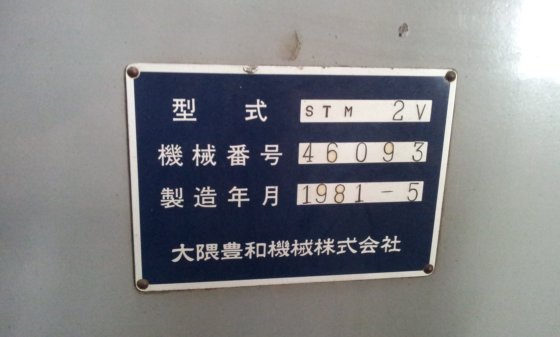 型 式 STM 2V
機械番号 46093
製造年月 1981-5
大隈豊和機械株式会社